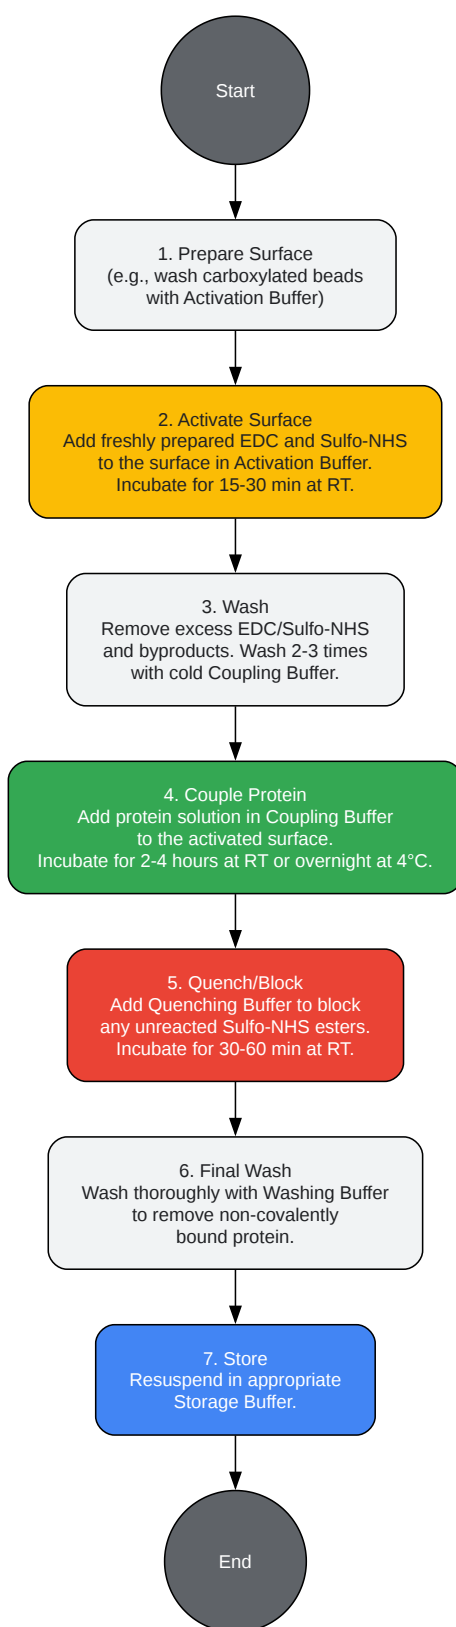 Start
1. Prepare Surface
(e.g., wash carboxylated beads
with Activation Buffer)
2. Activate Surface
Add freshly prepared EDC and Sulfo-NHS
to the surface in Activation Buffer.
Incubate for 15-30 min at RT.
3. Wash
Remove excess EDC/Sulfo-NHS
and byproducts. Wash 2-3 times
with cold Coupling Buffer.
4. Couple Protein
Add protein solution in Coupling Buffer
to the activated surface.
Incubate for 2-4 hours at RT or overnight at 4°C.
5. Quench/Block
Add Quenching Buffer to block
any unreacted Sulfo-NHS esters.
Incubate for 30-60 min at RT.
6. Final Wash
Wash thoroughly with Washing Buffer
to remove non-covalently
bound protein.
7. Store
Resuspend in appropriate
Storage Buffer.
End